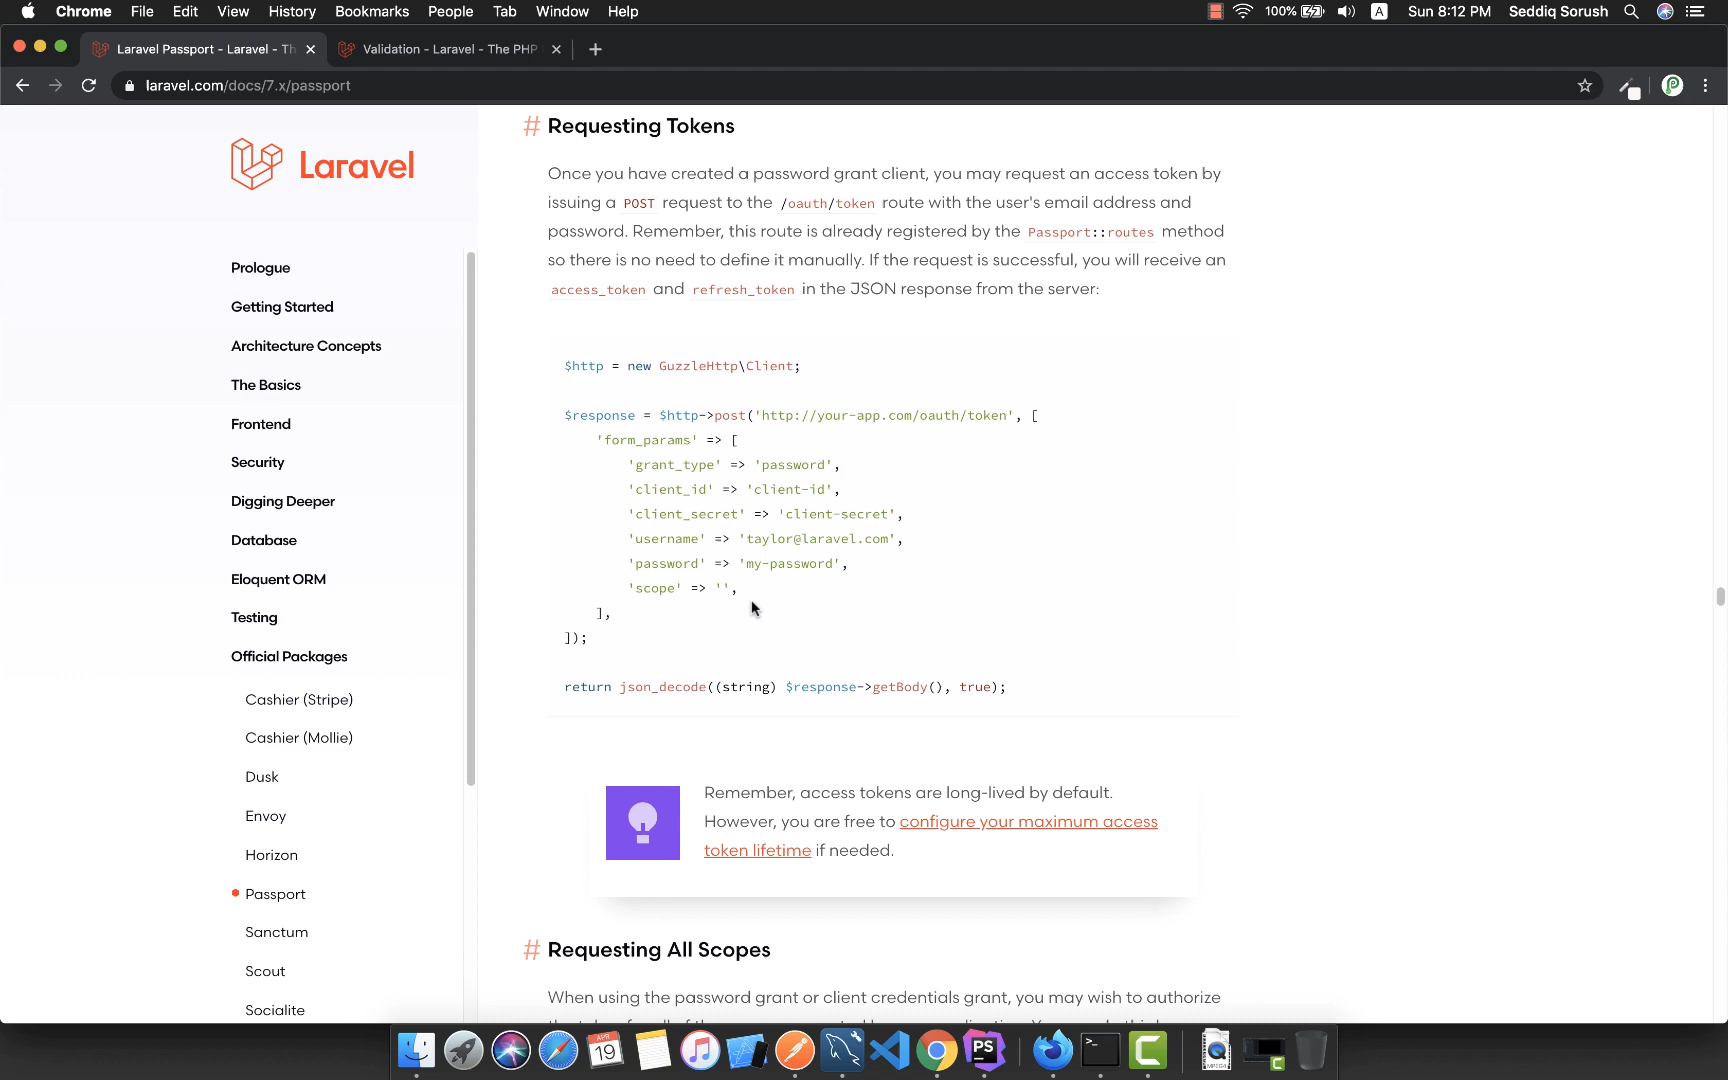 Chrome File Edit View History Bookmarks People Tab Window Help
100% A Sun 8:12 PM Seddiq Sorush
Laravel Passport - Laravel - Th
Validation - Laravel - The PHP
laravel.com/docs/7.x/passport
Laravel
Prologue
Getting Started
Architecture Concepts
The Basics
Frontend
Security
Digging Deeper
Database
Eloquent ORM
Testing
Official Packages
Cashier (Stripe)
Cashier (Mollie)
Dusk
Envoy
Horizon
Passport
Sanctum
Scout
Socialite
# Requesting Tokens
Once you have created a password grant client, you may request an access token by
issuing a POST request to the /oauth/token route with the user's email address and
password. Remember, this route is already registered by the Passport::routes method
so there is no need to define it manually. If the request is successful, you will receive an
access_token and refresh_token in the JSON response from the server:
$http = new GuzzleHttp\Client;
$response = $http->post('http://your-app.com/oauth/token', [
'form_params' => [
'grant_type' => 'password',
'client_id' => 'client-id',
'client_secret' => 'client-secret',
'username' => 'taylor@laravel.com',
'password' => 'my-password',
'scope' => '',
],
]);
return json_decode((string) $response->getBody(), true);
Remember, access tokens are long-lived by default.
However, you are free to configure your maximum access
token lifetime if needed.
# Requesting All Scopes
When using the password grant or client credentials grant, you may wish to authorize
APR
19
PS
>_
C
MPEG4